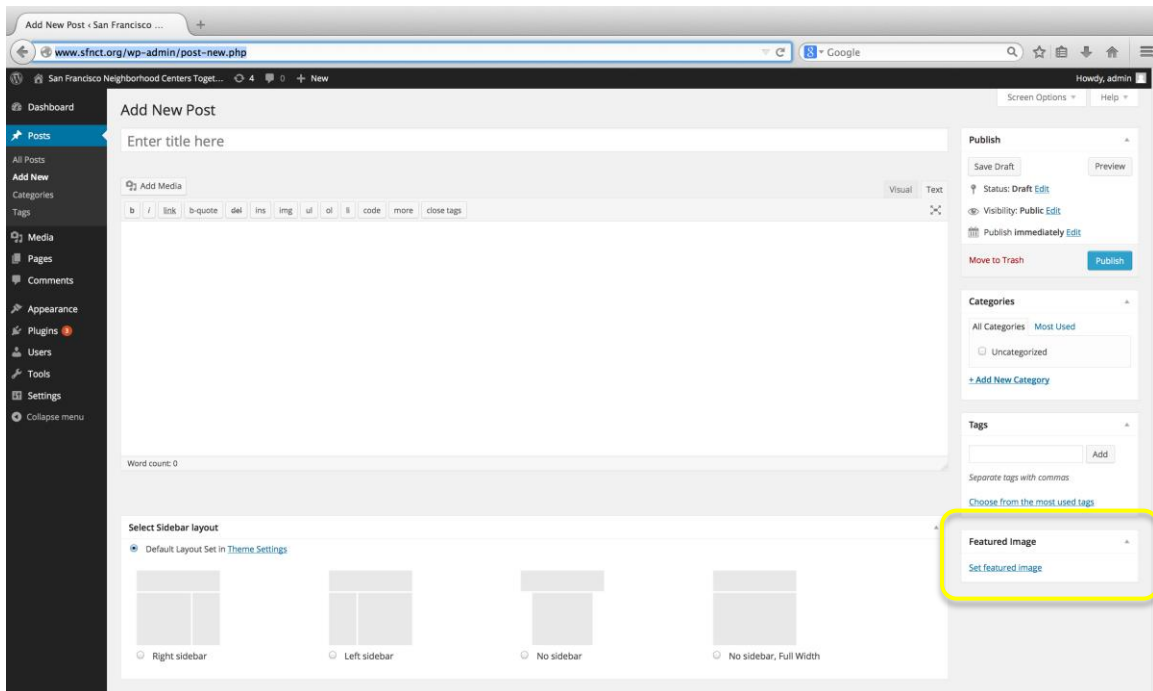 Add New Post ‹ San Francisco ...
www.sfnct.org/wp-admin/post-new.php
Google
San Francisco Neighborhood Centers Toget... 4 0 + New
Howdy, admin
Screen Options
Help
Dashboard
Posts
All Posts
Add New
Categories
Tags
Media
Pages
Comments
Appearance
Plugins 3
Users
Tools
Settings
Collapse menu
Add New Post
Enter title here
Add Media
Visual Text
b i link b-quote del ins img ul ol li code more close tags
Word count: 0
Select Sidebar layout
Default Layout Set in Theme Settings
Right sidebar
Left sidebar
No sidebar
No sidebar, Full Width
Publish
Save Draft
Preview
Status: Draft Edit
Visibility: Public Edit
Publish immediately Edit
Move to Trash
Publish
Categories
All Categories Most Used
Uncategorized
+ Add New Category
Tags
Add
Separate tags with commas
Choose from the most used tags
Featured Image
Set featured image